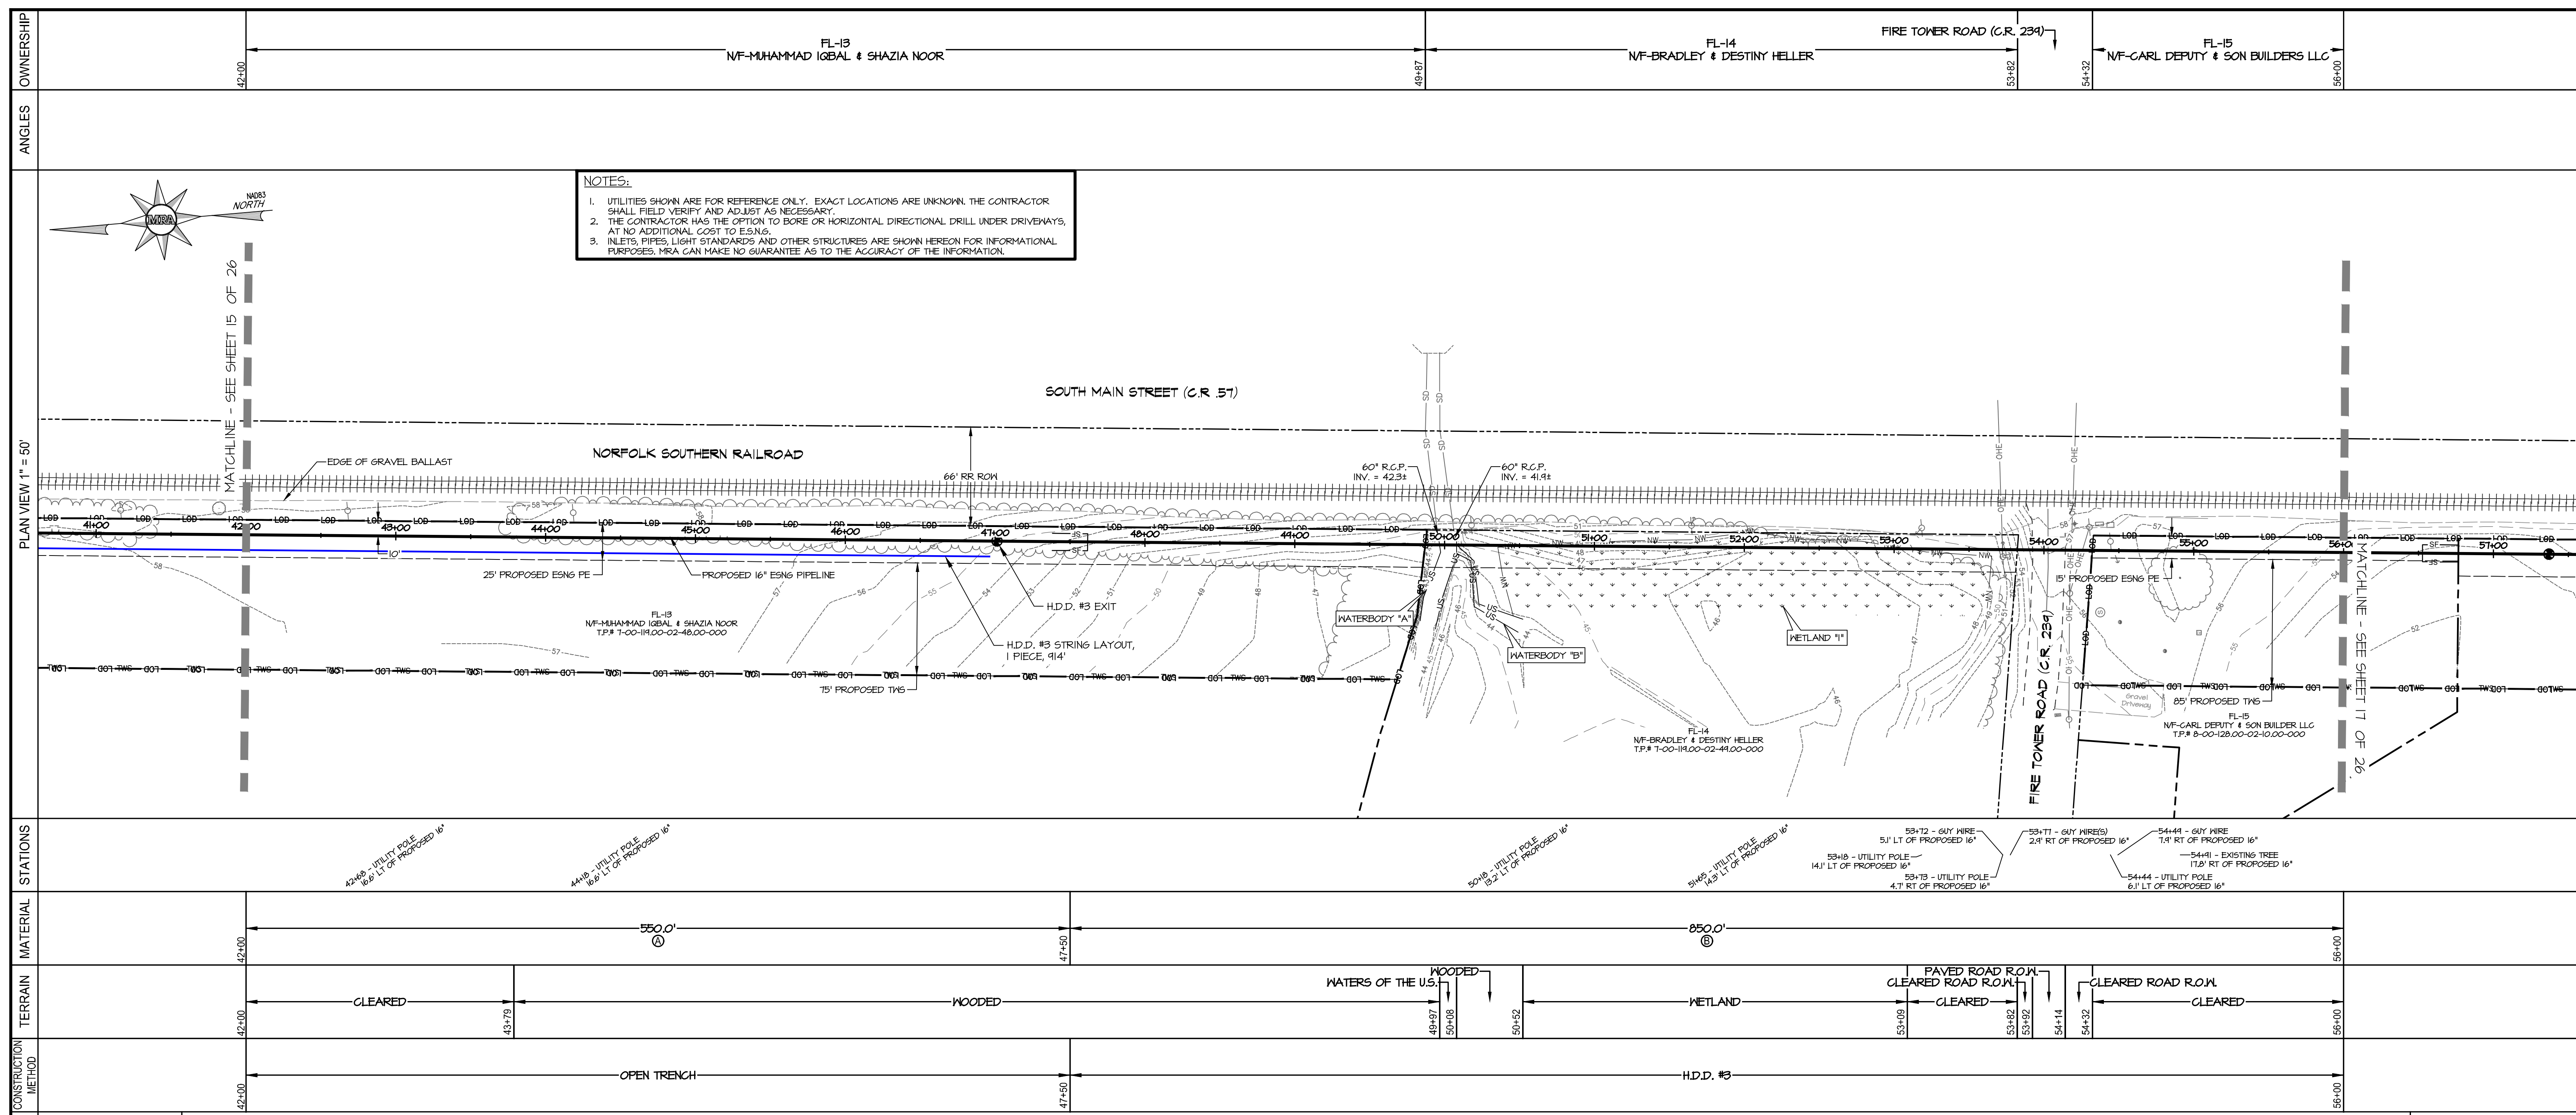 OWNERSHIP
FL-13
N/F-MUHAMMAD IQBAL & SHAZIA NOOR
FL-14
N/F-BRADLEY & DESTINY HELLER
FIRE TOWER ROAD (C.R. 239)
FL-15
N/F-CARL DEPUTY & SON BUILDERS LLC
42+00
49+87
53+82
54+32
56+00
ANGLES
PLAN VIEW 1" = 50'
MRA
NAD83
NORTH
NOTES:
1. UTILITIES SHOWN ARE FOR REFERENCE ONLY. EXACT LOCATIONS ARE UNKNOWN. THE CONTRACTOR
SHALL FIELD VERIFY AND ADJUST AS NECESSARY.
2. THE CONTRACTOR HAS THE OPTION TO BORE OR HORIZONTAL DIRECTIONAL DRILL UNDER DRIVEWAYS,
AT NO ADDITIONAL COST TO E.S.N.G.
3. INLETS, PIPES, LIGHT STANDARDS AND OTHER STRUCTURES ARE SHOWN HEREON FOR INFORMATIONAL
PURPOSES. MRA CAN MAKE NO GUARANTEE AS TO THE ACCURACY OF THE INFORMATION.
MATCHLINE - SEE SHEET 15 OF 26
SOUTH MAIN STREET (C.R .57)
NORFOLK SOUTHERN RAILROAD
EDGE OF GRAVEL BALLAST
66' RR ROW
60" R.C.P.
INV. = 42.3±
60" R.C.P.
INV. = 41.9±
41+00
42+00
43+00
44+00
45+00
46+00
47+00
48+00
49+00
50+00
51+00
52+00
53+00
54+00
55+00
56+00
57+00
10'
25' PROPOSED ESNG PE
PROPOSED 16" ESNG PIPELINE
H.D.D. #3 EXIT
H.D.D. #3 STRING LAYOUT,
1 PIECE, 914'
75' PROPOSED TWS
FL-13
N/F-MUHAMMAD IQBAL & SHAZIA NOOR
T.P.# 7-00-119.00-02-48.00-000
WATERBODY "A"
WATERBODY "B"
WETLAND "1"
FL-14
N/F-BRADLEY & DESTINY HELLER
T.P.# 7-00-119.00-02-49.00-000
FIRE TOWER ROAD (C.R. 239)
15' PROPOSED ESNG PE
Gravel
Driveway
85' PROPOSED TWS
FL-15
N/F-CARL DEPUTY & SON BUILDER LLC
T.P.# 8-00-128.00-02-10.00-000
MATCHLINE - SEE SHEET 17 OF 26
STATIONS
42+68 - UTILITY POLE
16.6' LT OF PROPOSED 16"
44+18 - UTILITY POLE
16.6' LT OF PROPOSED 16"
50+18 - UTILITY POLE
13.2' LT OF PROPOSED 16"
51+65 - UTILITY POLE
14.3' LT OF PROPOSED 16"
53+72 - GUY WIRE
5.1' LT OF PROPOSED 16"
53+18 - UTILITY POLE
14.1' LT OF PROPOSED 16"
53+73 - UTILITY POLE
4.7' RT OF PROPOSED 16"
53+77 - GUY WIRE(S)
2.9' RT OF PROPOSED 16"
54+49 - GUY WIRE
7.9' RT OF PROPOSED 16"
54+91 - EXISTING TREE
17.8' RT OF PROPOSED 16"
54+44 - UTILITY POLE
6.1' LT OF PROPOSED 16"
MATERIAL
42+00
550.0'
A
47+50
850.0'
B
56+00
TERRAIN
42+00
CLEARED
43+79
WOODED
WATERS OF THE U.S.
49+97
50+08
WOODED
50+52
WETLAND
53+09
CLEARED
CLEARED ROAD R.O.W.
53+82
53+92
PAVED ROAD R.O.W.
54+14
CLEARED ROAD R.O.W.
54+32
CLEARED
56+00
CONSTRUCTION
METHOD
42+00
OPEN TRENCH
47+50
H.D.D. #3
56+00